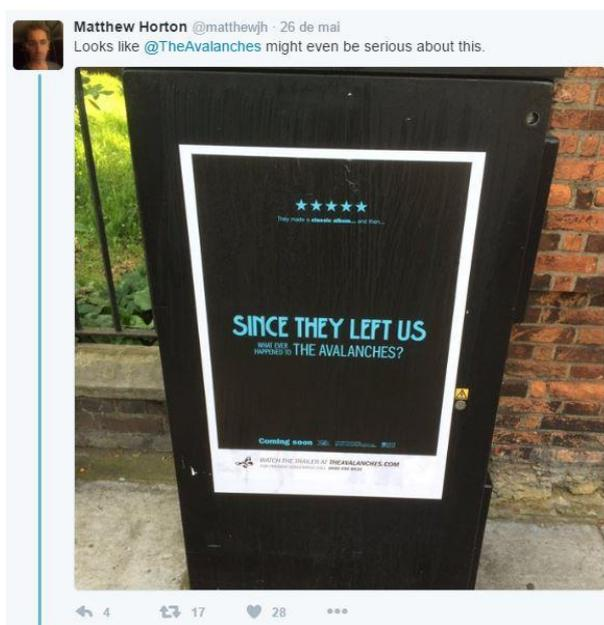 Matthew Horton @matthewjh · 26 de mai
Looks like @TheAvalanches might even be serious about this.
They made a classic album... and then...
SINCE THEY LEFT US
WHAT EVER
HAPPENED TO THE AVALANCHES?
Coming soon
WATCH THE TRAILER AT THEAVALANCHES.COM
4 17 28